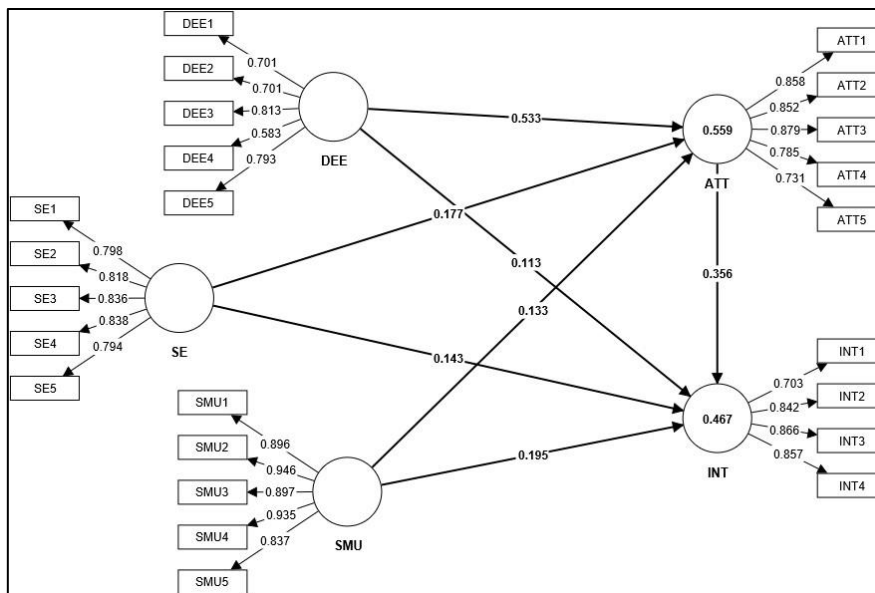 DEE1
DEE2
DEE3
DEE4
DEE5
0.701
0.701
0.813
0.583
0.793
DEE
SE1
SE2
SE3
SE4
SE5
0.798
0.818
0.836
0.838
0.794
SE
SMU1
SMU2
SMU3
SMU4
SMU5
0.896
0.946
0.897
0.935
0.837
SMU
0.533
0.177
0.113
0.133
0.143
0.195
0.356
0.559
ATT
0.858
0.852
0.879
0.785
0.731
ATT1
ATT2
ATT3
ATT4
ATT5
0.467
INT
0.703
0.842
0.866
0.857
INT1
INT2
INT3
INT4